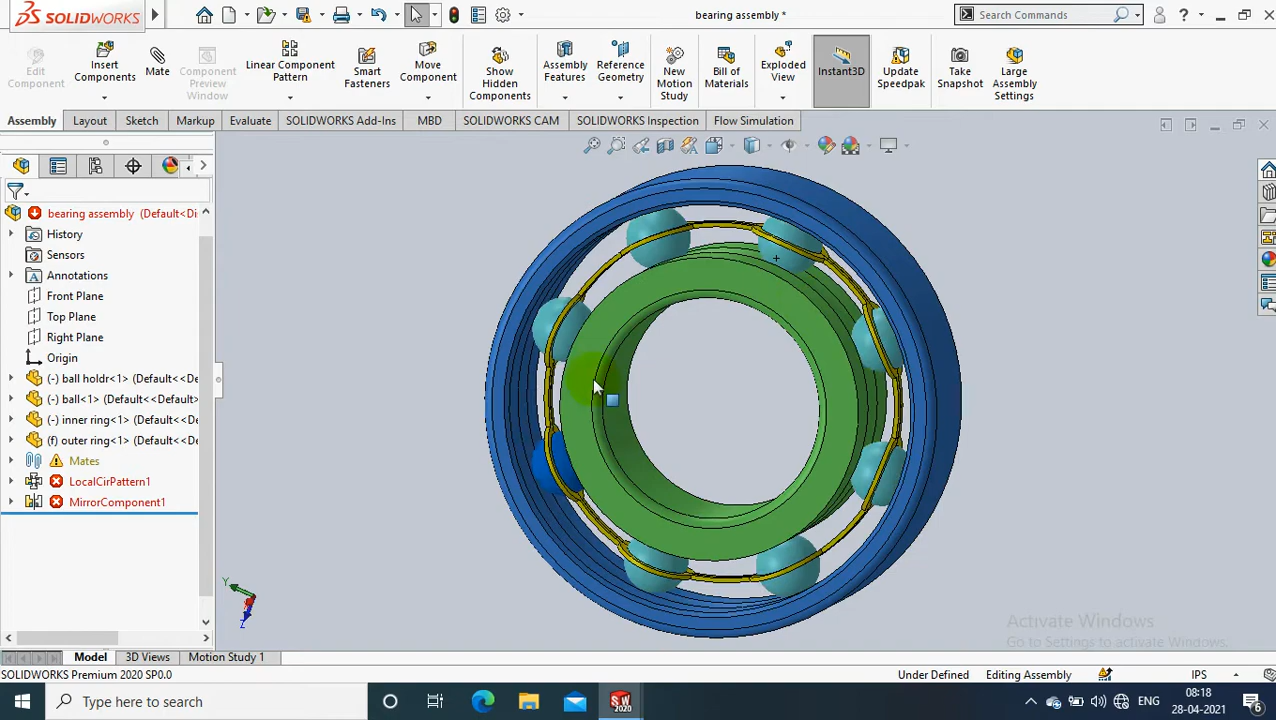 SOLIDWORKS
bearing assembly *
Search Commands
?
Edit Component
Insert Components
Mate
Component Preview Window
Linear Component Pattern
Smart Fasteners
Move Component
Show Hidden Components
Assembly Features
Reference Geometry
New Motion Study
Bill of Materials
Exploded View
Instant3D
Update Speedpak
Take Snapshot
Large Assembly Settings
Assembly
Layout
Sketch
Markup
Evaluate
SOLIDWORKS Add-Ins
MBD
SOLIDWORKS CAM
SOLIDWORKS Inspection
Flow Simulation
bearing assembly (Default<Di
History
Sensors
Annotations
Front Plane
Top Plane
Right Plane
Origin
(-) ball holdr<1> (Default<<De
(-) ball<1> (Default<<Default>
(-) inner ring<1> (Default<<De
(f) outer ring<1> (Default<<De
Mates
LocalCirPattern1
MirrorComponent1
Y
Z
Activate Windows
Go to Settings to activate Windows.
Model
3D Views
Motion Study 1
SOLIDWORKS Premium 2020 SP0.0
Under Defined
Editing Assembly
IPS
Type here to search
SW
2020
ENG
08:18
28-04-2021
6